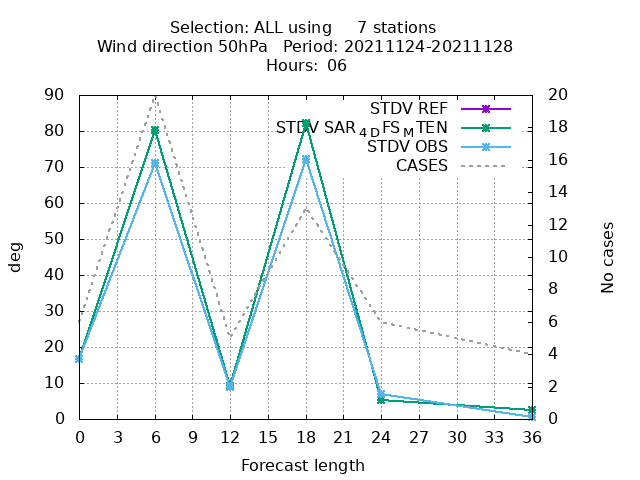 Selection: ALL using 7 stations
Wind direction 50hPa Period: 20211124-20211128
Hours: 06
STDV REF
STDV SAR4DFSMTEN
STDV OBS
CASES
deg
90
80
70
60
50
40
30
20
10
0
20
18
16
14
12
10
8
6
4
2
0
No cases
0 3 6 9 12 15 18 21 24 27 30 33 36
Forecast length